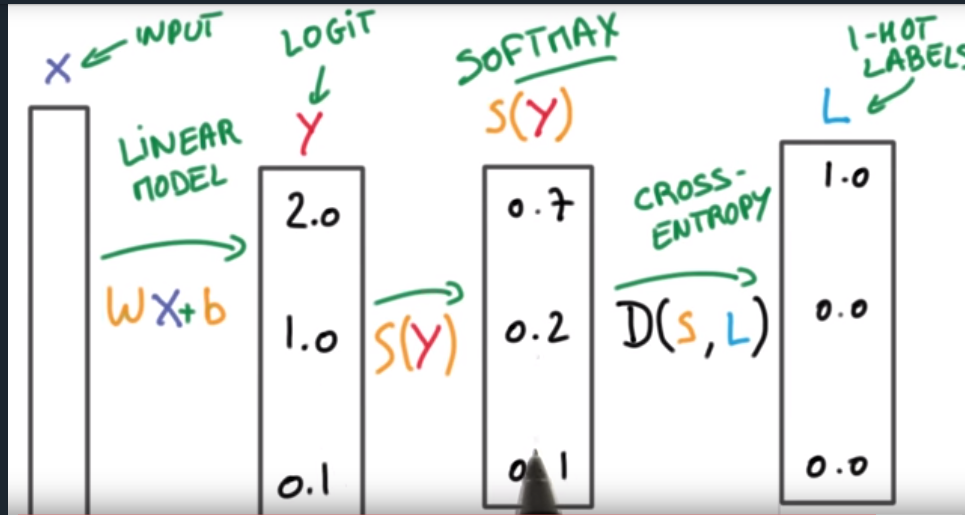 INPUT
X
LINEAR
MODEL
WX+b
LOGIT
Y
2.0
1.0
0.1
S(Y)
SOFTMAX
S(Y)
0.7
0.2
0.1
CROSS-
ENTROPY
D(S,L)
1-HOT
LABELS
L
1.0
0.0
0.0